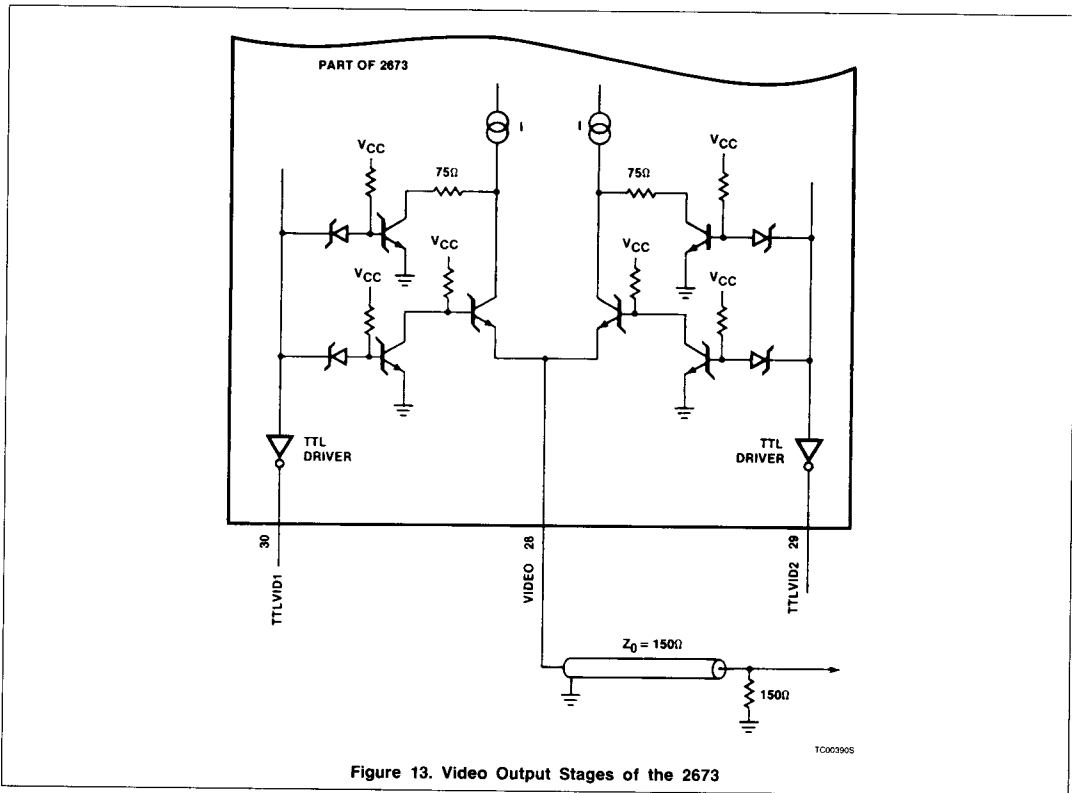 PART OF 2673
I
I
VCC
75Ω
75Ω
VCC
VCC
VCC
VCC
VCC
TTL
DRIVER
TTL
DRIVER
30
TTLVID1
VIDEO 28
29
TTLVID2
Z0 = 150Ω
150Ω
TC00390S
Figure 13. Video Output Stages of the 2673